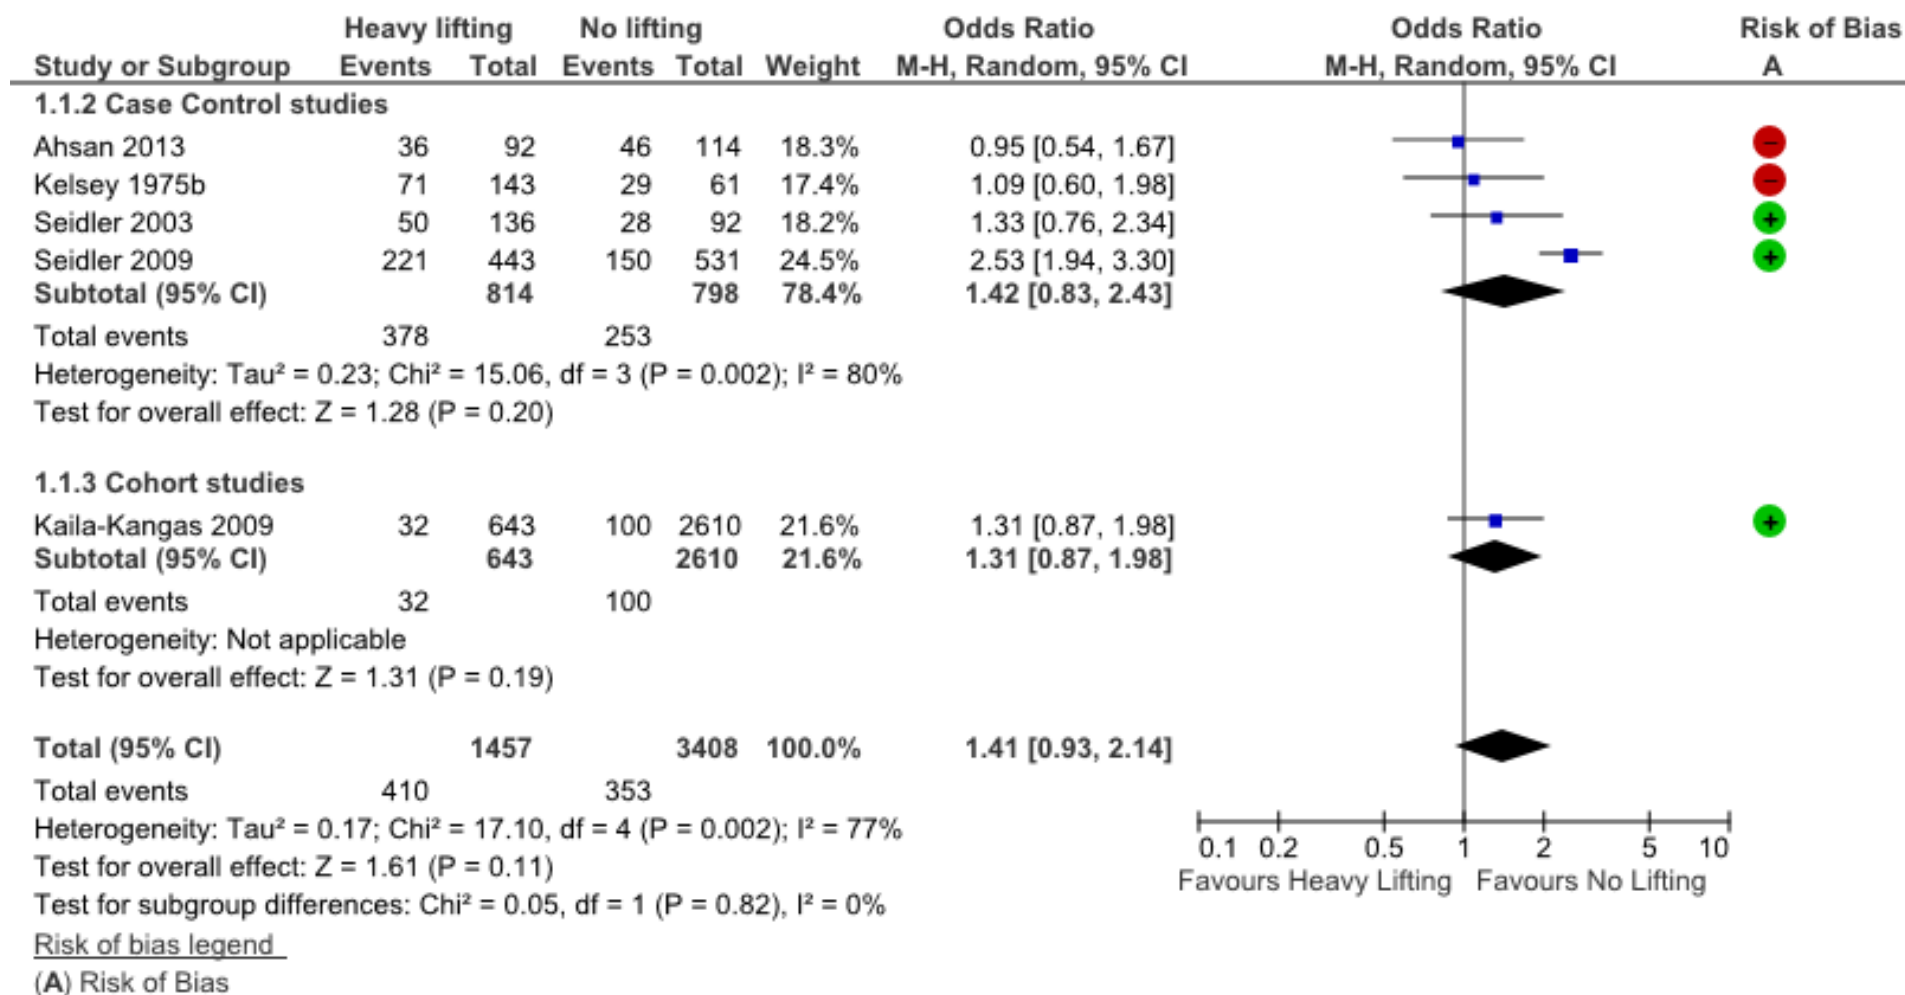 Heavy lifting No lifting Odds Ratio Odds Ratio Risk of Bias
Study or Subgroup Events Total Events Total Weight M-H, Random, 95% CI M-H, Random, 95% CI A
1.1.2 Case Control studies
Ahsan 2013 36 92 46 114 18.3% 0.95 [0.54, 1.67] −
Kelsey 1975b 71 143 29 61 17.4% 1.09 [0.60, 1.98] −
Seidler 2003 50 136 28 92 18.2% 1.33 [0.76, 2.34] +
Seidler 2009 221 443 150 531 24.5% 2.53 [1.94, 3.30] +
Subtotal (95% CI) 814 798 78.4% 1.42 [0.83, 2.43]
Total events 378 253
Heterogeneity: Tau² = 0.23; Chi² = 15.06, df = 3 (P = 0.002); I² = 80%
Test for overall effect: Z = 1.28 (P = 0.20)
1.1.3 Cohort studies
Kaila-Kangas 2009 32 643 100 2610 21.6% 1.31 [0.87, 1.98] +
Subtotal (95% CI) 643 2610 21.6% 1.31 [0.87, 1.98]
Total events 32 100
Heterogeneity: Not applicable
Test for overall effect: Z = 1.31 (P = 0.19)
Total (95% CI) 1457 3408 100.0% 1.41 [0.93, 2.14]
Total events 410 353
Heterogeneity: Tau² = 0.17; Chi² = 17.10, df = 4 (P = 0.002); I² = 77%
Test for overall effect: Z = 1.61 (P = 0.11)
Test for subgroup differences: Chi² = 0.05, df = 1 (P = 0.82), I² = 0%
0.1 0.2 0.5 1 2 5 10
Favours Heavy Lifting Favours No Lifting
Risk of bias legend
(A) Risk of Bias